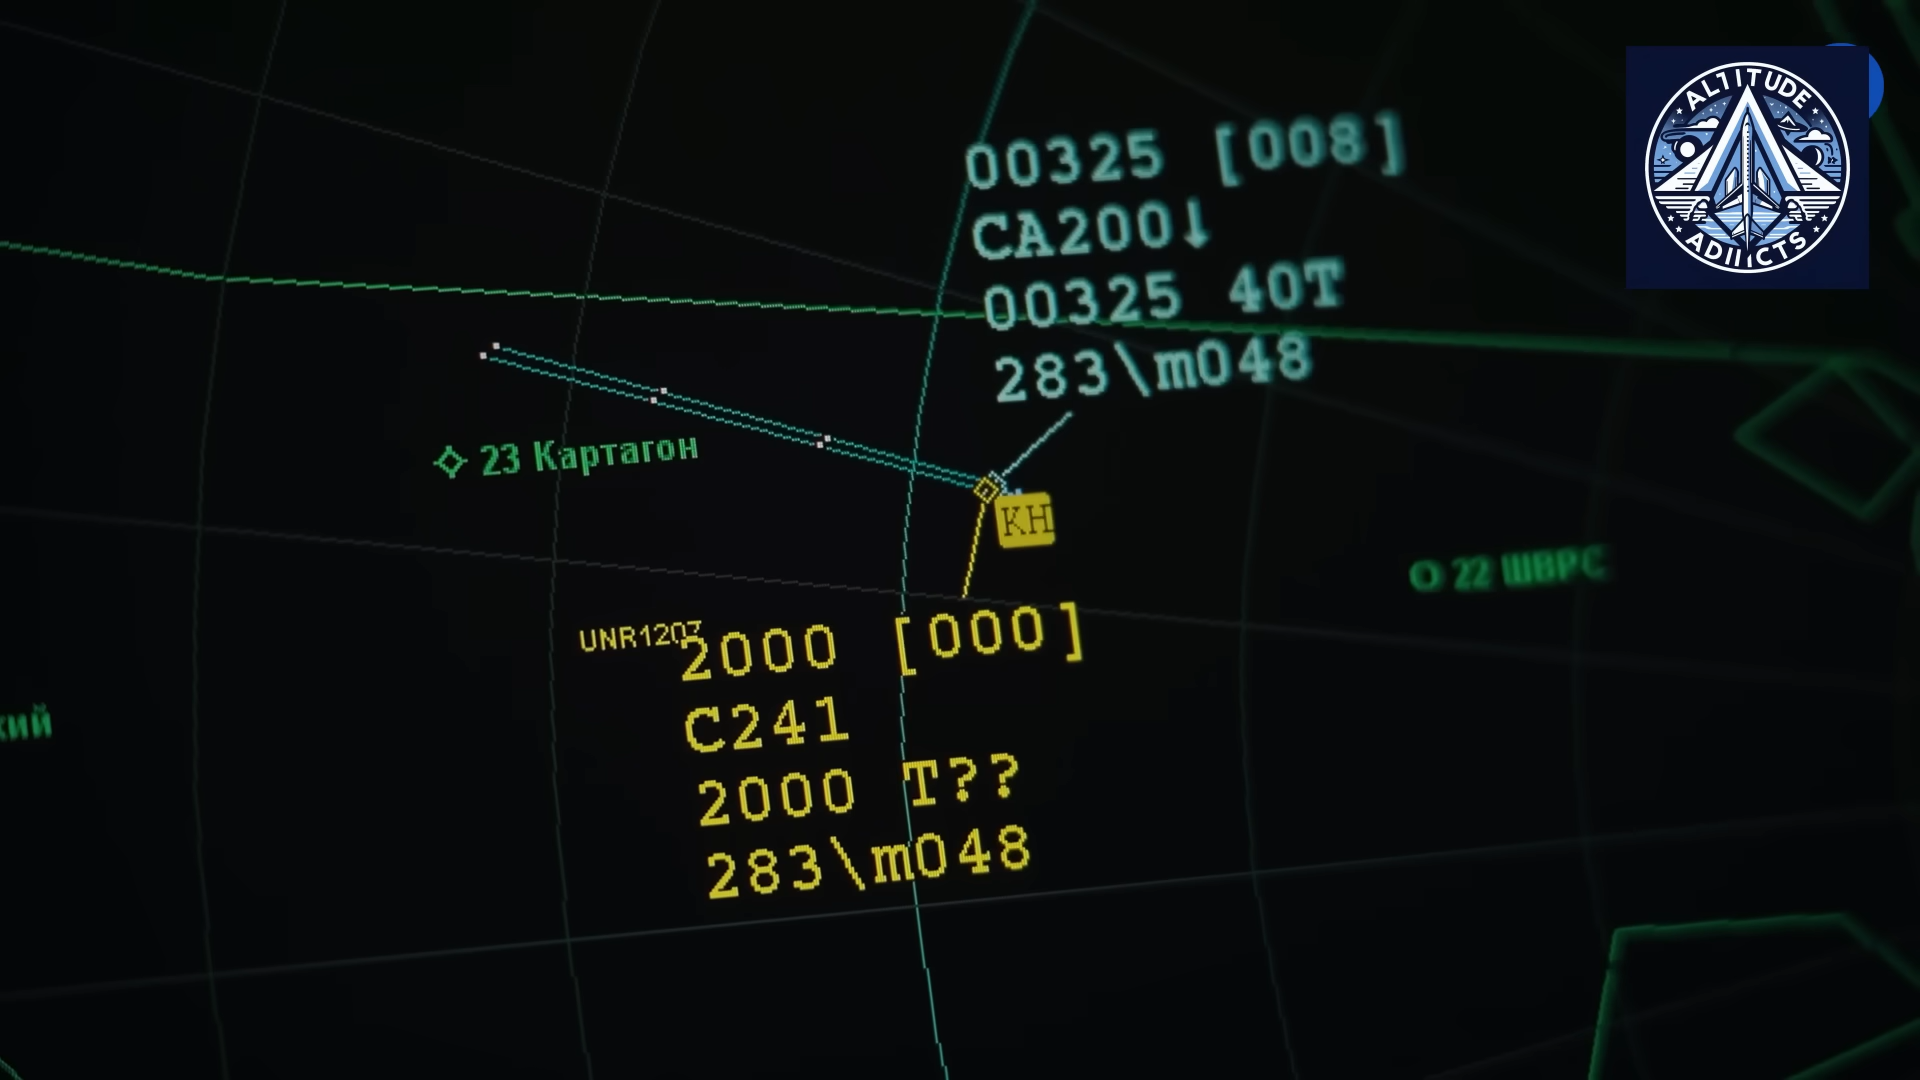 ALTITUDE
ADIICTS
00325 [008]
CA200↓
00325 40T
283\m048
23 Картагон
КН
22 ШВРС
UNR1207
2000 [000]
C241
2000 T??
283\m048
кий